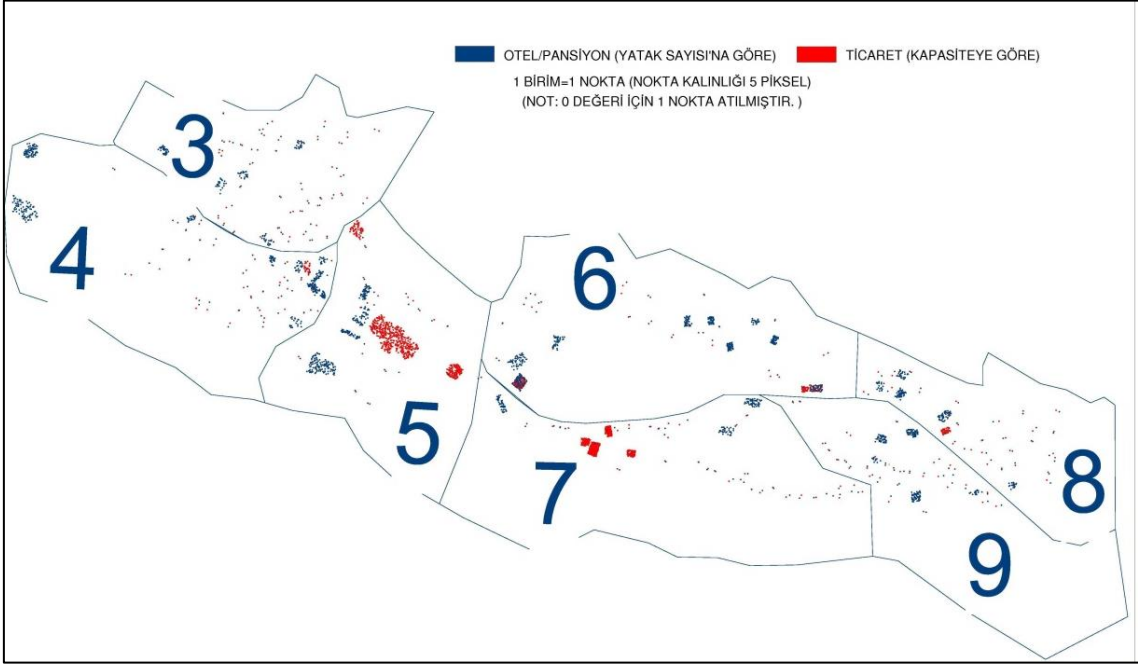 OTEL/PANSİYON (YATAK SAYISI'NA GÖRE) TİCARET (KAPASİTEYE GÖRE)
1 BİRİM=1 NOKTA (NOKTA KALINLIĞI 5 PİKSEL)
(NOT: 0 DEĞERİ İÇİN 1 NOKTA ATILMIŞTIR. )
3
4
6
5
7
8
9